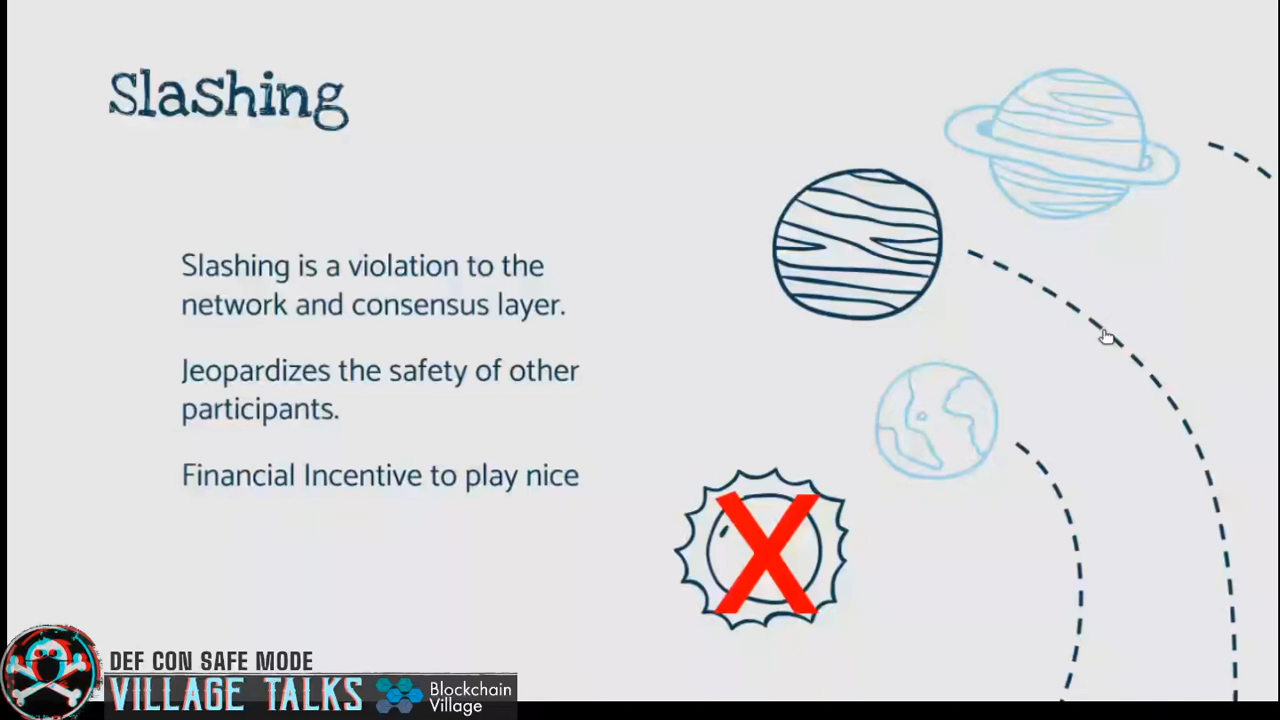 Slashing
Slashing is a violation to the
network and consensus layer.
Jeopardizes the safety of other
participants.
Financial Incentive to play nice
X
DEF CON SAFE MODE
VILLAGE TALKS
Blockchain
Village